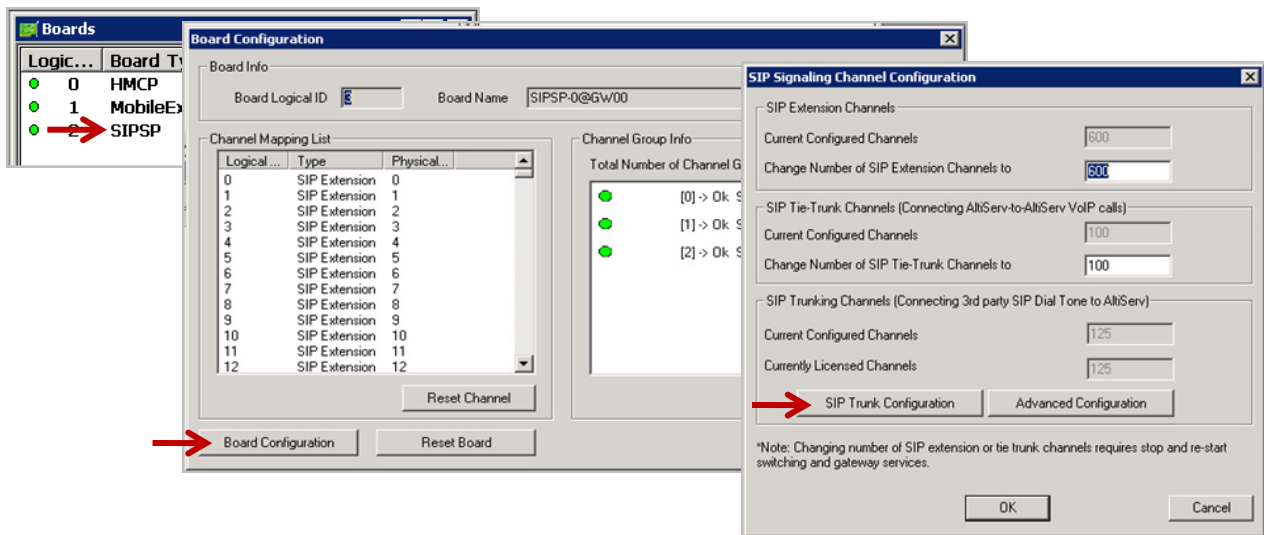 Boards
Logic... Board Ty
0 HMCP
1 MobileEx
2 SIPSP
Board Configuration
Board Info
Board Logical ID 3 Board Name SIPSP-0@GW00
Channel Mapping List
Logical ... Type Physical...
0 SIP Extension 0
1 SIP Extension 1
2 SIP Extension 2
3 SIP Extension 3
4 SIP Extension 4
5 SIP Extension 5
6 SIP Extension 6
7 SIP Extension 7
8 SIP Extension 8
9 SIP Extension 9
10 SIP Extension 10
11 SIP Extension 11
12 SIP Extension 12
Reset Channel
Board Configuration Reset Board
Channel Group Info
Total Number of Channel G
[0] -> Ok S
[1] -> Ok S
[2] -> Ok S
SIP Signaling Channel Configuration
SIP Extension Channels
Current Configured Channels 600
Change Number of SIP Extension Channels to 600
SIP Tie-Trunk Channels (Connecting AltiServ-to-AltiServ VoIP calls)
Current Configured Channels 100
Change Number of SIP Tie-Trunk Channels to 100
SIP Trunking Channels (Connecting 3rd party SIP Dial Tone to AltiServ)
Current Configured Channels 125
Currently Licensed Channels 125
SIP Trunk Configuration Advanced Configuration
*Note: Changing number of SIP extension or tie trunk channels requires stop and re-start
switching and gateway services.
OK Cancel